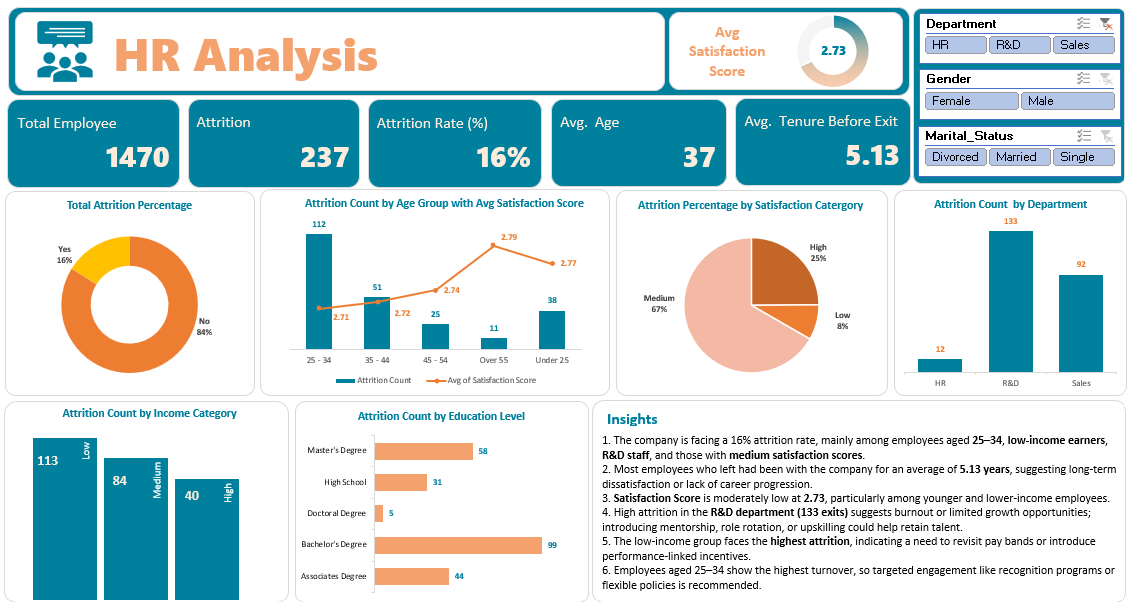 HR Analysis
Avg
Satisfaction
Score
2.73
Department
HR
R&D
Sales
Gender
Female
Male
Marital_Status
Divorced
Married
Single
Total Employee
1470
Attrition
237
Attrition Rate (%)
16%
Avg.  Age
37
Avg.  Tenure Before Exit
5.13
Total Attrition Percentage
Yes
16%
No
84%
Attrition Count by Age Group with Avg Satisfaction Score
112
51
25
11
38
2.71
2.72
2.74
2.79
2.77
25 - 34
35 - 44
45 - 54
Over 55
Under 25
Attrition Count
Avg of Satisfaction Score
Attrition Percentage by Satisfaction Catergory
High
25%
Low
8%
Medium
67%
Attrition Count  by Department
12
133
92
HR
R&D
Sales
Attrition Count by Income Category
113
Low
84
Medium
40
High
Attrition Count by Education Level
Master's Degree
58
High School
31
Doctoral Degree
5
Bachelor's Degree
99
Associates Degree
44
Insights
1. The company is facing a 16% attrition rate, mainly among employees aged 25–34, low-income earners,
R&D staff, and those with medium satisfaction scores.
2. Most employees who left had been with the company for an average of 5.13 years, suggesting long-term
dissatisfaction or lack of career progression.
3. Satisfaction Score is moderately low at 2.73, particularly among younger and lower-income employees.
4. High attrition in the R&D department (133 exits) suggests burnout or limited growth opportunities;
introducing mentorship, role rotation, or upskilling could help retain talent.
5. The low-income group faces the highest attrition, indicating a need to revisit pay bands or introduce
performance-linked incentives.
6. Employees aged 25–34 show the highest turnover, so targeted engagement like recognition programs or
flexible policies is recommended.